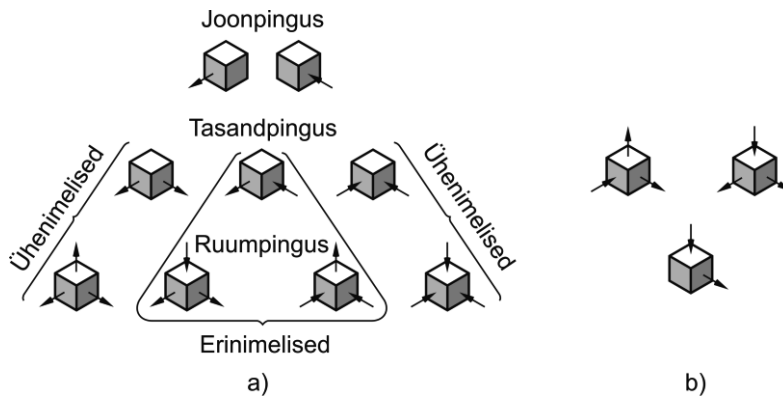 Joonpingus
Tasandpingus
Ühenimelised
Ühenimelised
Ruumpingus
Erinimelised
a)
b)